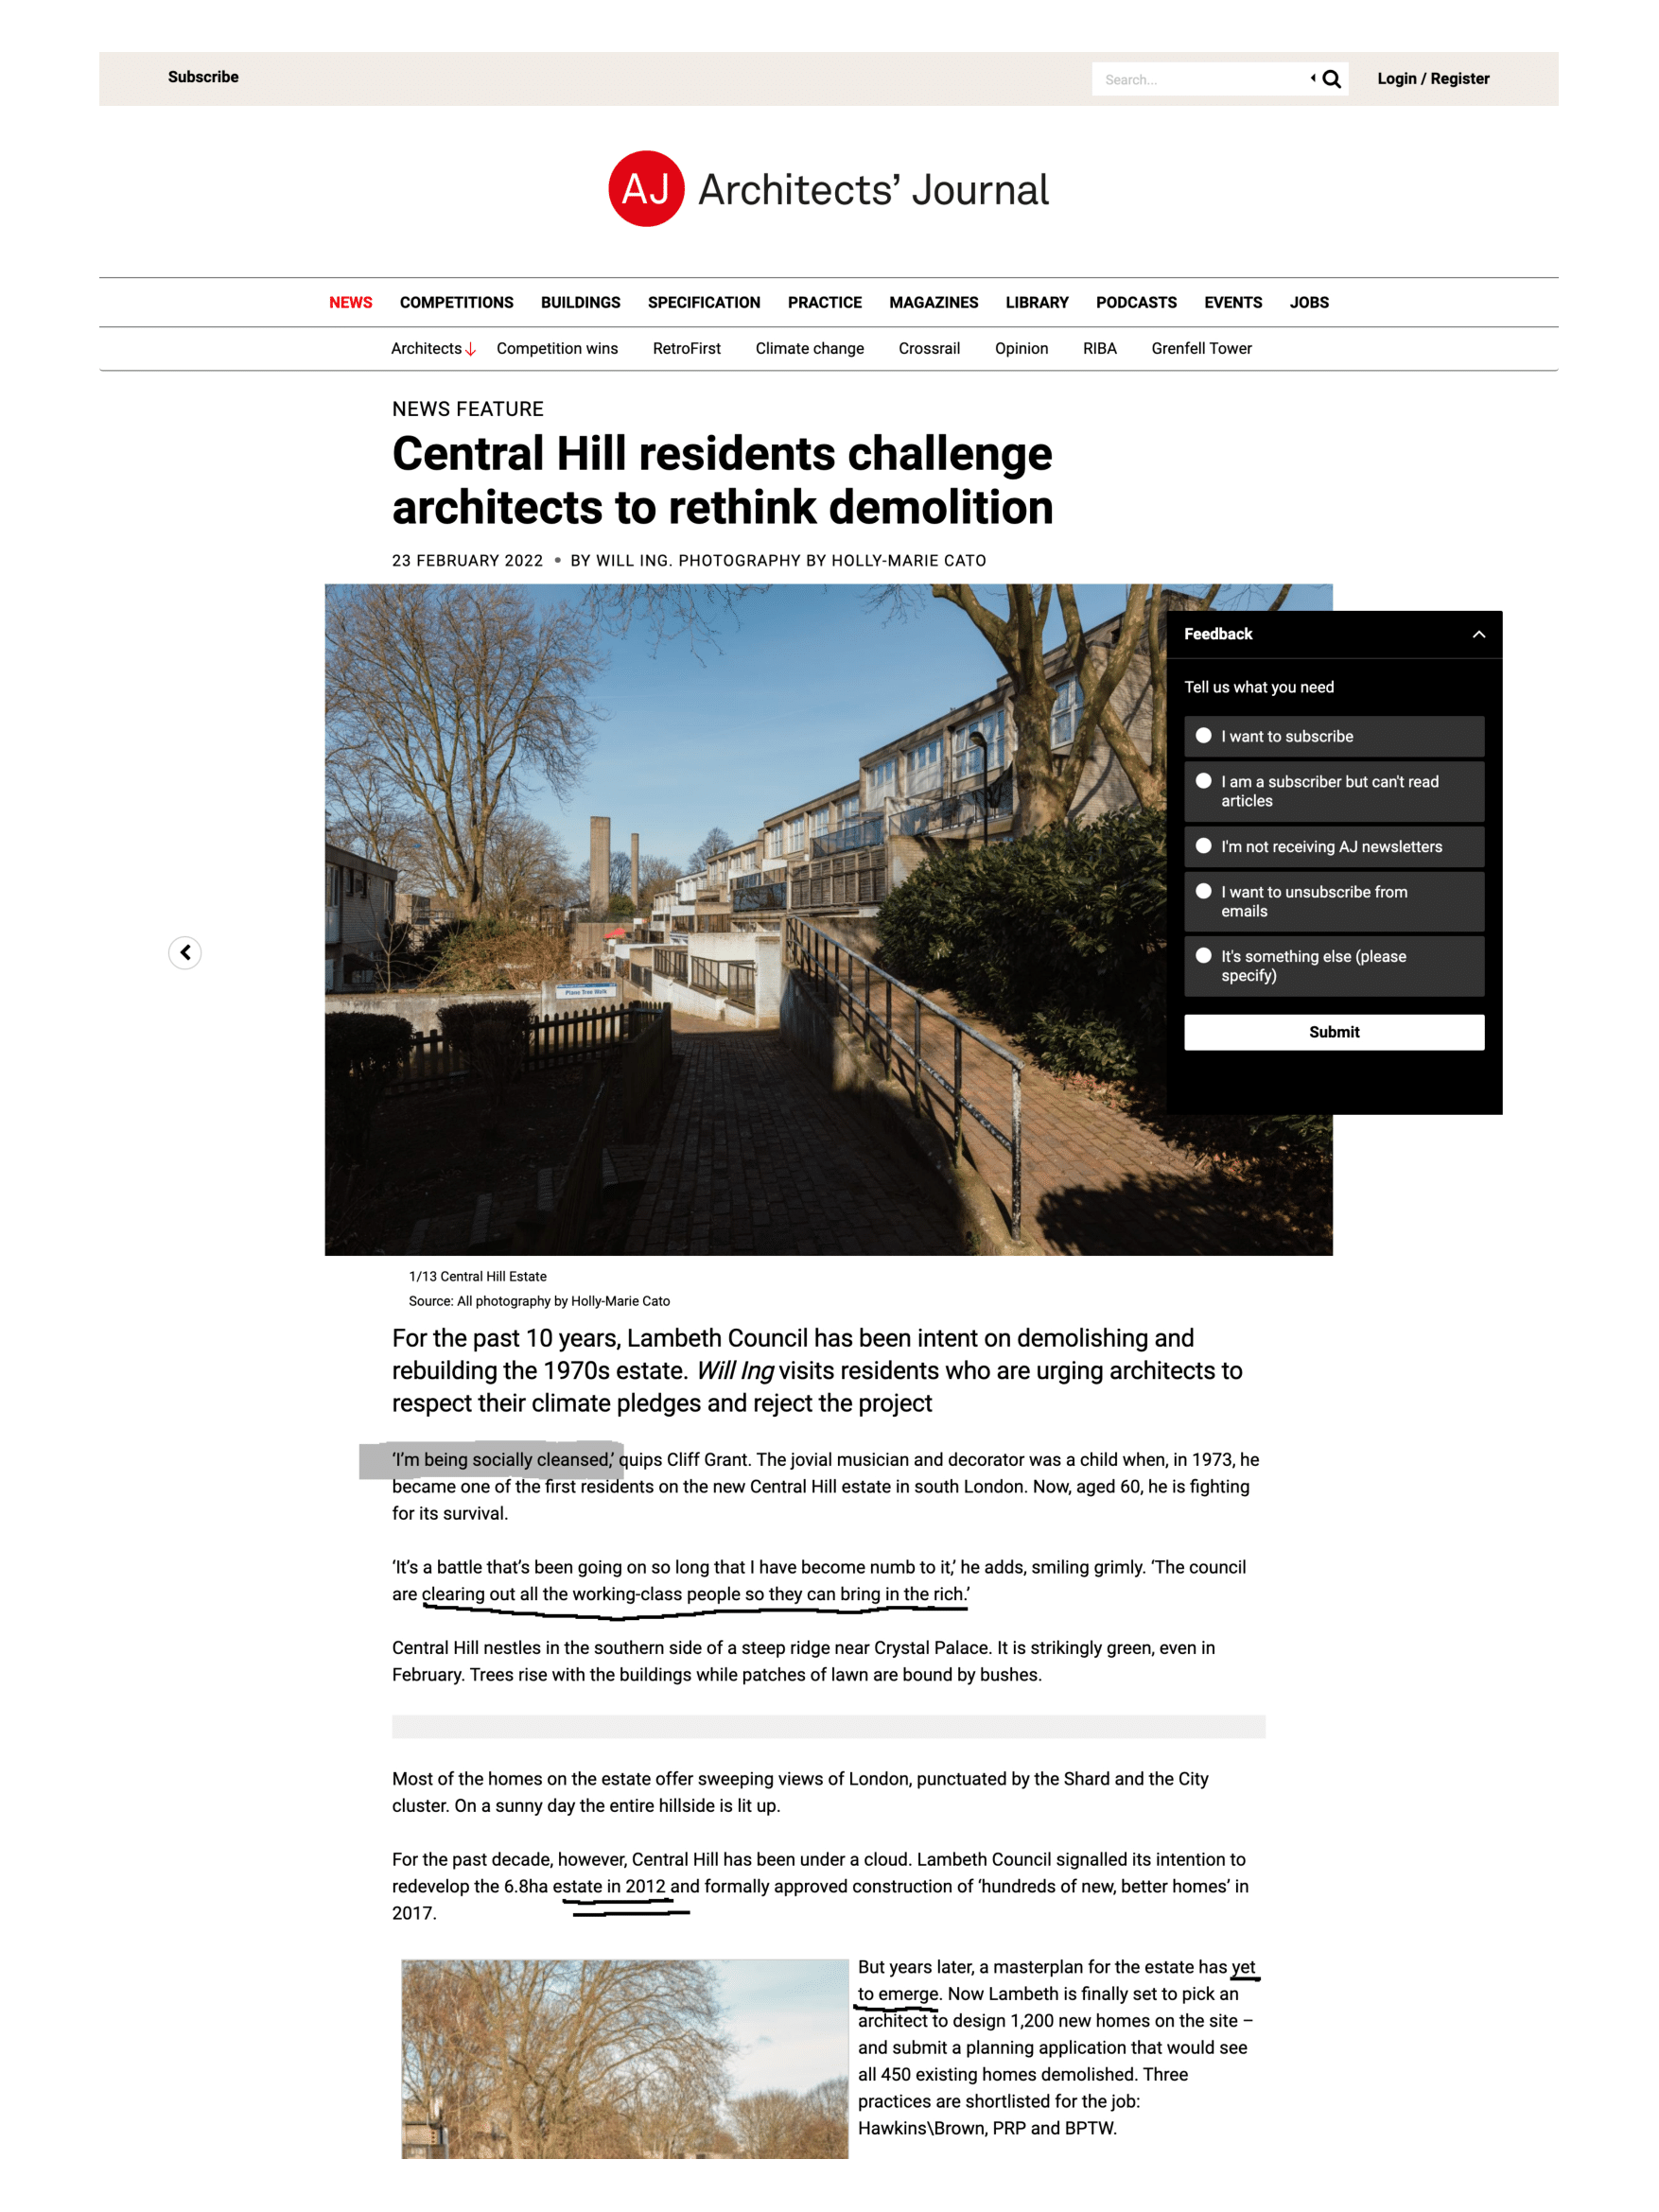 Subscribe
Search...
Login / Register
AJ Architects’ Journal
NEWS COMPETITIONS BUILDINGS SPECIFICATION PRACTICE MAGAZINES LIBRARY PODCASTS EVENTS JOBS
Architects↓ Competition wins RetroFirst Climate change Crossrail Opinion RIBA Grenfell Tower
NEWS FEATURE
Central Hill residents challenge
architects to rethink demolition
23 FEBRUARY 2022 • BY WILL ING. PHOTOGRAPHY BY HOLLY-MARIE CATO
Plane Tree Walk
Feedback
Tell us what you need
I want to subscribe
I am a subscriber but can't read
articles
I'm not receiving AJ newsletters
I want to unsubscribe from
emails
It's something else (please
specify)
Submit
1/13 Central Hill Estate
Source: All photography by Holly-Marie Cato
For the past 10 years, Lambeth Council has been intent on demolishing and
rebuilding the 1970s estate. Will Ing visits residents who are urging architects to
respect their climate pledges and reject the project
‘I’m being socially cleansed,’ quips Cliff Grant. The jovial musician and decorator was a child when, in 1973, he
became one of the first residents on the new Central Hill estate in south London. Now, aged 60, he is fighting
for its survival.
‘It’s a battle that’s been going on so long that I have become numb to it,’ he adds, smiling grimly. ‘The council
are clearing out all the working-class people so they can bring in the rich.’
Central Hill nestles in the southern side of a steep ridge near Crystal Palace. It is strikingly green, even in
February. Trees rise with the buildings while patches of lawn are bound by bushes.
Most of the homes on the estate offer sweeping views of London, punctuated by the Shard and the City
cluster. On a sunny day the entire hillside is lit up.
For the past decade, however, Central Hill has been under a cloud. Lambeth Council signalled its intention to
redevelop the 6.8ha estate in 2012 and formally approved construction of ‘hundreds of new, better homes’ in
2017.
But years later, a masterplan for the estate has yet
to emerge. Now Lambeth is finally set to pick an
architect to design 1,200 new homes on the site –
and submit a planning application that would see
all 450 existing homes demolished. Three
practices are shortlisted for the job:
Hawkins\Brown, PRP and BPTW.